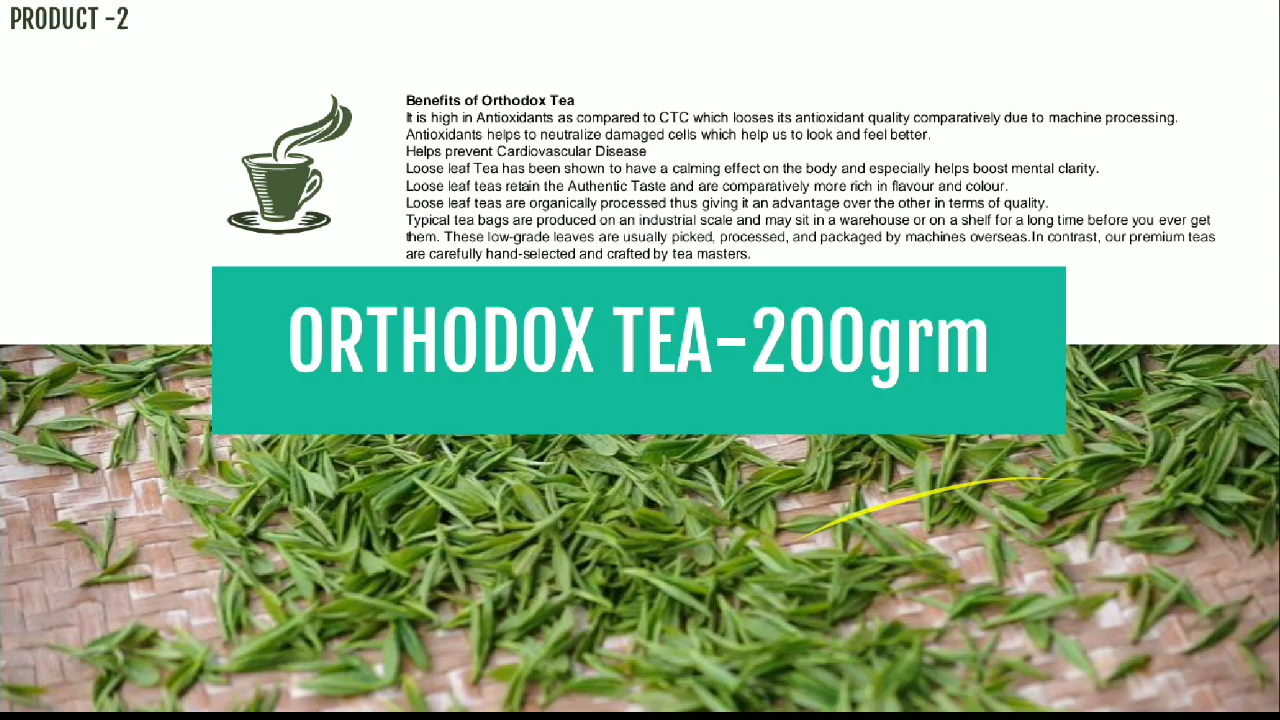 PRODUCT -2
Benefits of Orthodox Tea
It is high in Antioxidants as compared to CTC which looses its antioxidant quality comparatively due to machine processing.
Antioxidants helps to neutralize damaged cells which help us to look and feel better.
Helps prevent Cardiovascular Disease
Loose leaf Tea has been shown to have a calming effect on the body and especially helps boost mental clarity.
Loose leaf teas retain the Authentic Taste and are comparatively more rich in flavour and colour.
Loose leaf teas are organically processed thus giving it an advantage over the other in terms of quality.
Typical tea bags are produced on an industrial scale and may sit in a warehouse or on a shelf for a long time before you ever get
them. These low-grade leaves are usually picked, processed, and packaged by machines overseas.In contrast, our premium teas
are carefully hand-selected and crafted by tea masters.
ORTHODOX TEA-200grm